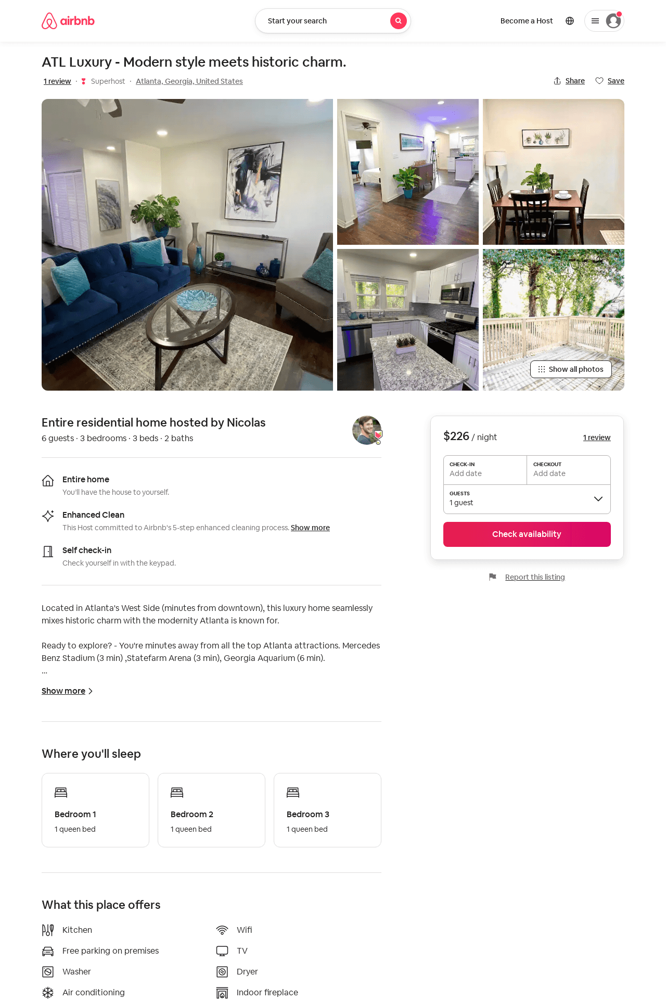 airbnb
Start your search
Become a Host
ATL Luxury - Modern style meets historic charm.
1 review · Superhost · Atlanta, Georgia, United States
Share
Save
Show all photos
Entire residential home hosted by Nicolas
6 guests · 3 bedrooms · 3 beds · 2 baths
Entire home
You'll have the house to yourself.
Enhanced Clean
This Host committed to Airbnb's 5-step enhanced cleaning process. Show more
Self check-in
Check yourself in with the keypad.
$226 / night
1 review
CHECK-IN
Add date
CHECKOUT
Add date
GUESTS
1 guest
Check availability
Report this listing
Located in Atlanta's West Side (minutes from downtown), this luxury home seamlessly
mixes historic charm with the modernity Atlanta is known for.
Ready to explore? - You're minutes away from all the top Atlanta attractions. Mercedes
Benz Stadium (3 min) ,Statefarm Arena (3 min), Georgia Aquarium (6 min).
...
Show more
Where you'll sleep
Bedroom 1
1 queen bed
Bedroom 2
1 queen bed
Bedroom 3
1 queen bed
What this place offers
Kitchen
Wifi
Free parking on premises
TV
Washer
Dryer
Air conditioning
Indoor fireplace